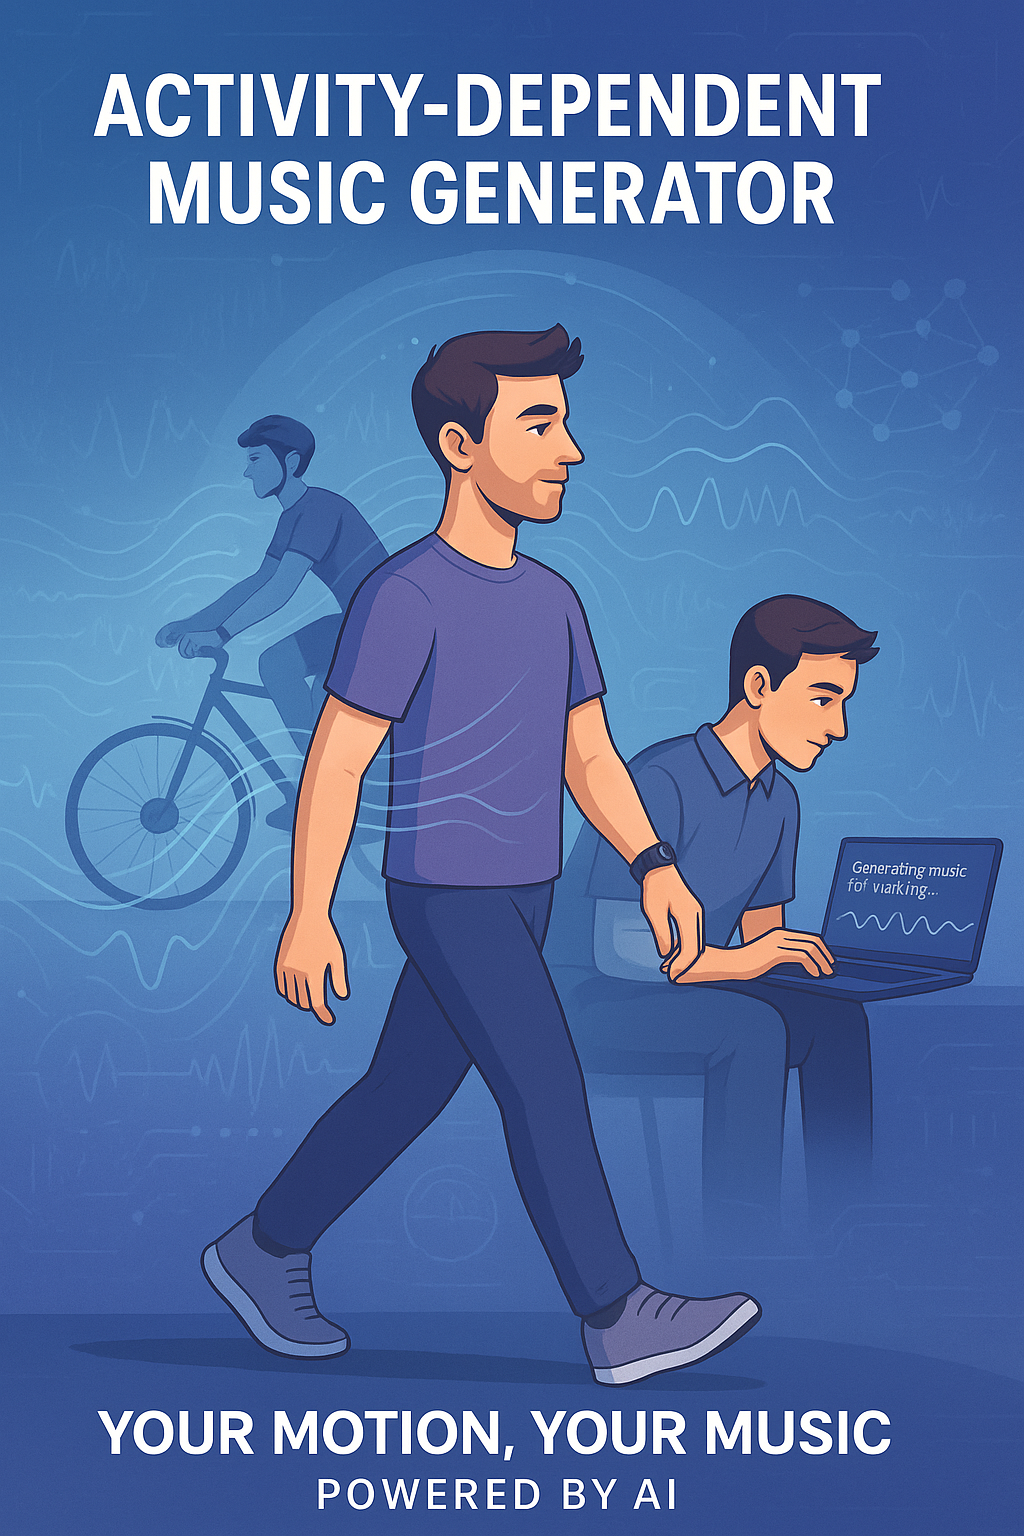 ACTIVITY-DEPENDENT
MUSIC GENERATOR
Generating music
YOUR MOTION, YOUR MUSIC
POWERED BY AI